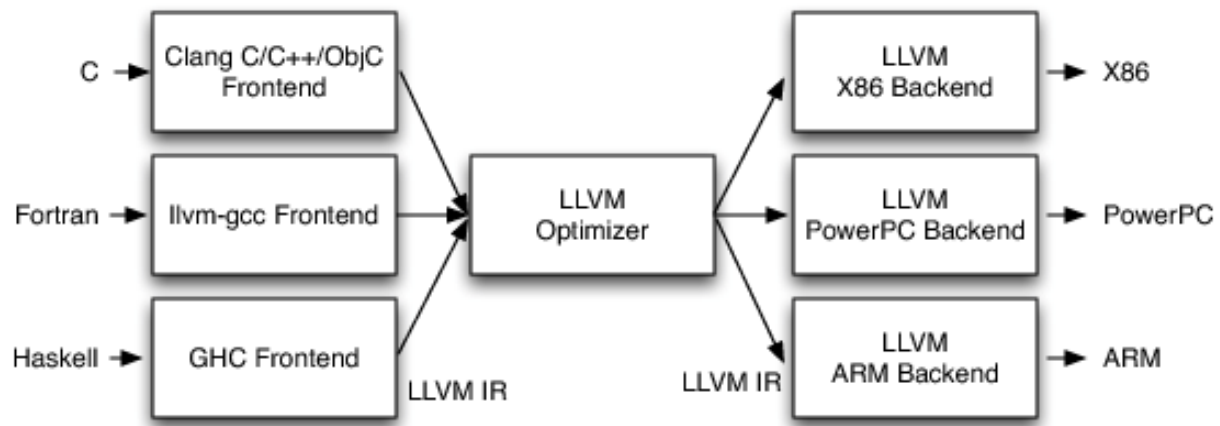 C
Clang C/C++/ObjC
Frontend
LLVM
X86 Backend
X86
Fortran
llvm-gcc Frontend
LLVM
Optimizer
LLVM
PowerPC Backend
PowerPC
Haskell
GHC Frontend
LLVM IR
LLVM IR
LLVM
ARM Backend
ARM